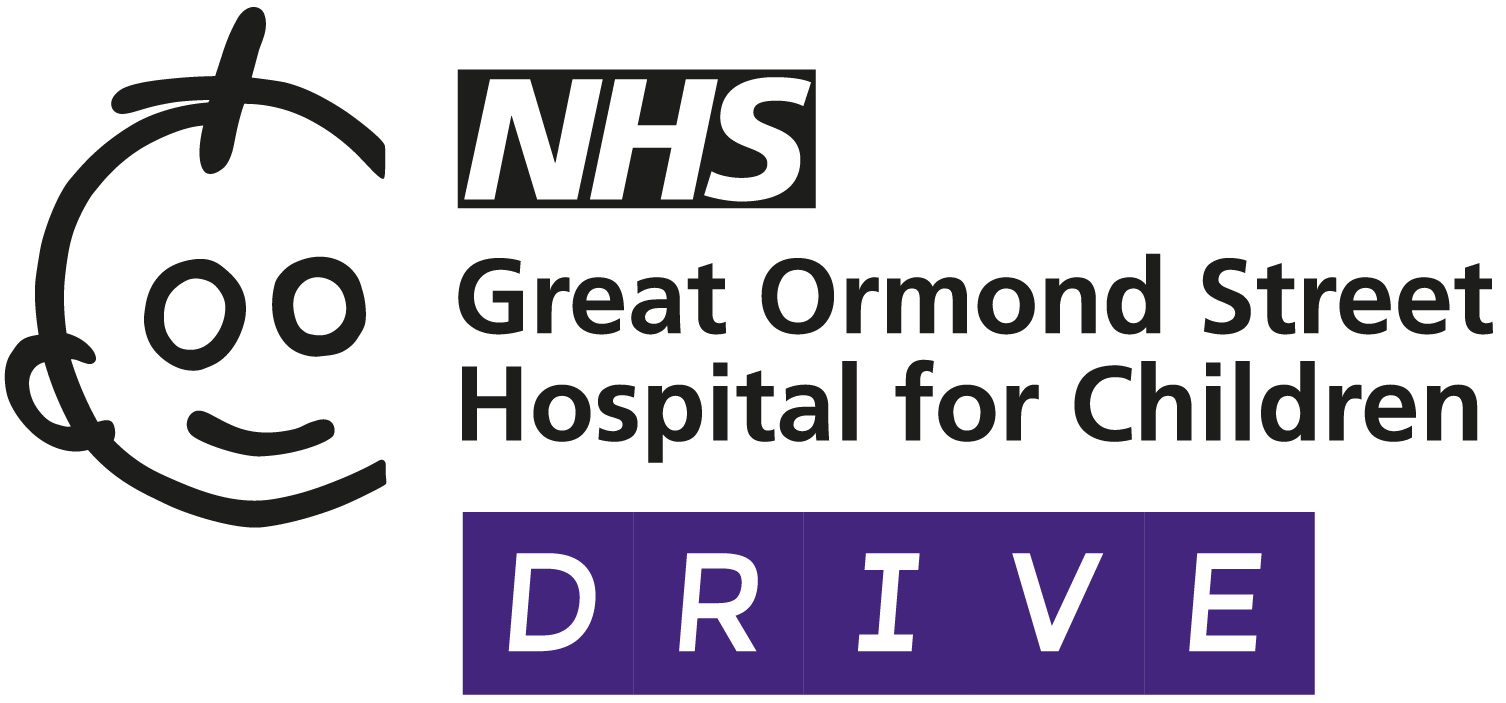 NHS
Great Ormond Street
Hospital for Children
DRIVE